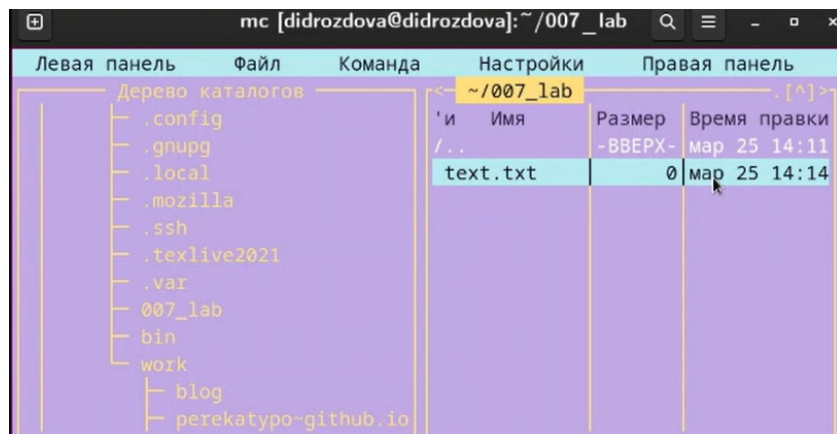 mc [didrozdova@didrozdova]:~/007_lab
Левая панель Файл Команда Настройки Правая панель
Дерево каталогов
.config
.gnupg
.local
.mozilla
.ssh
.texlive2021
.var
007_lab
bin
work
blog
perekatypo~github.io
<─ ~/007_lab .[^]>
'и Имя Размер Время правки
/.. -ВВЕРХ- мар 25 14:11
text.txt 0 мар 25 14:14